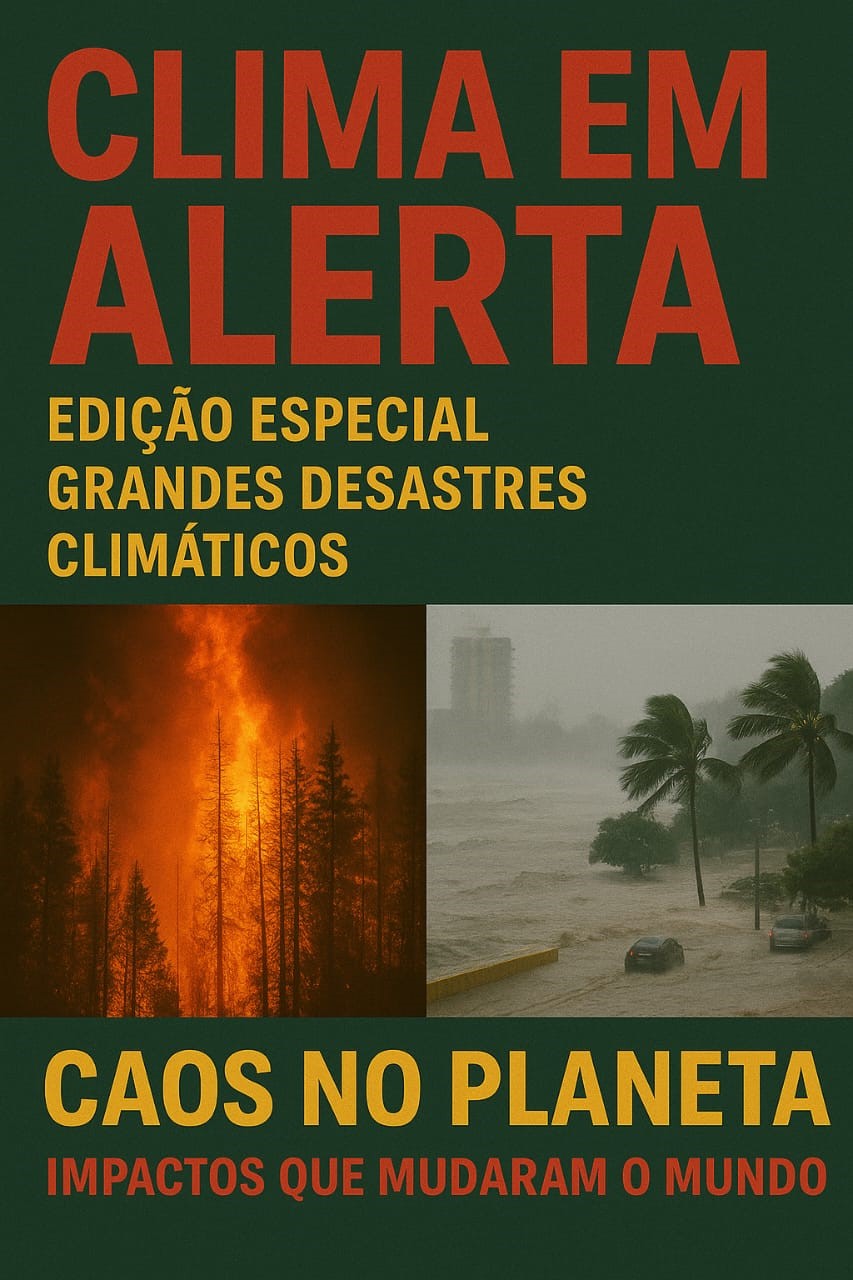 CLIMA EM
ALERTA
EDIÇÃO ESPECIAL
GRANDES DESASTRES
CLIMÁTICOS
CAOS NO PLANETA
IMPACTOS QUE MUDARAM O MUNDO